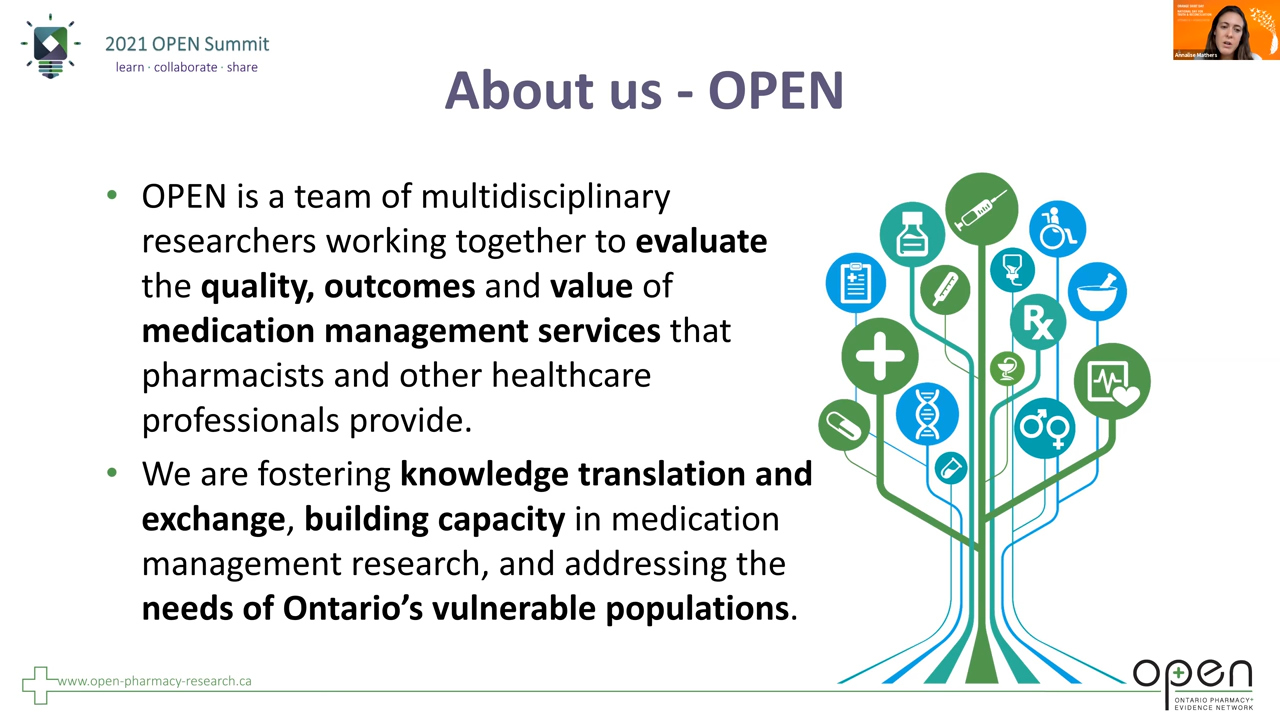 2021 OPEN Summit
learn · collaborate · share
Annalise Mathers
About us - OPEN
• OPEN is a team of multidisciplinary
researchers working together to evaluate
the quality, outcomes and value of
medication management services that
pharmacists and other healthcare
professionals provide.
• We are fostering knowledge translation and
exchange, building capacity in medication
management research, and addressing the
needs of Ontario's vulnerable populations.
Rx
www.open-pharmacy-research.ca
open
ONTARIO PHARMACY+
EVIDENCE NETWORK